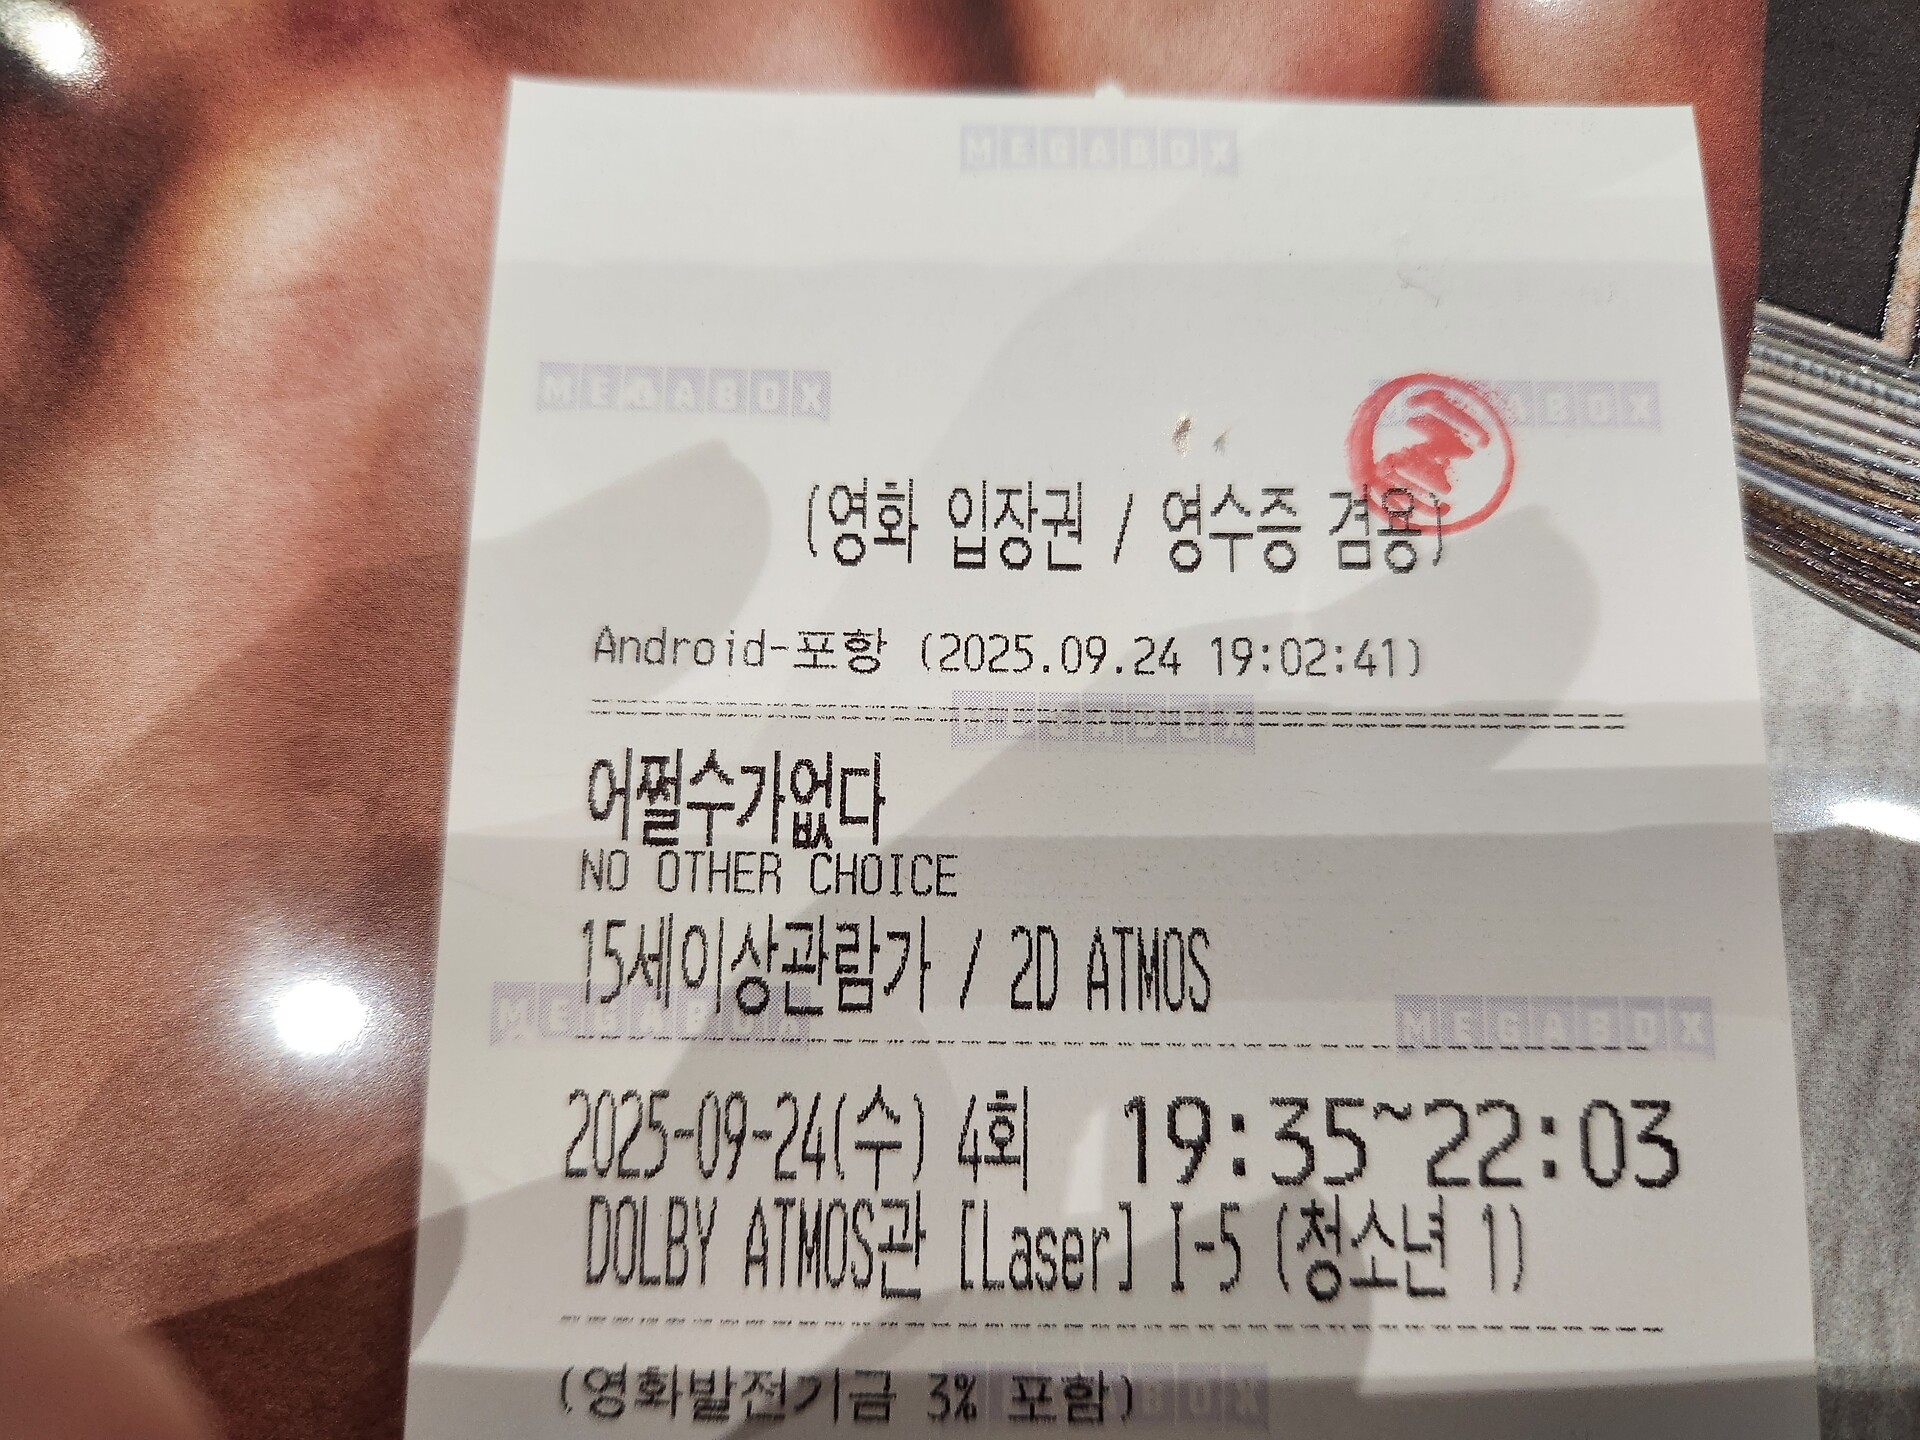 MEGABOX
MEGABOX MEGABOX
(영화 입장권 / 영수증 겸용)
Android-포항 (2025.09.24 19:02:41)
MEGABOX
어쩔수가없다
NO OTHER CHOICE
15세이상관람가 / 2D ATMOS
MEGABOX MEGABOX
2025-09-24(수) 4회 19:35~22:03
DOLBY ATMOS관 [Laser] I-5 (청소년 1)
(영화발전기금 3% 포함)
MEGABOX